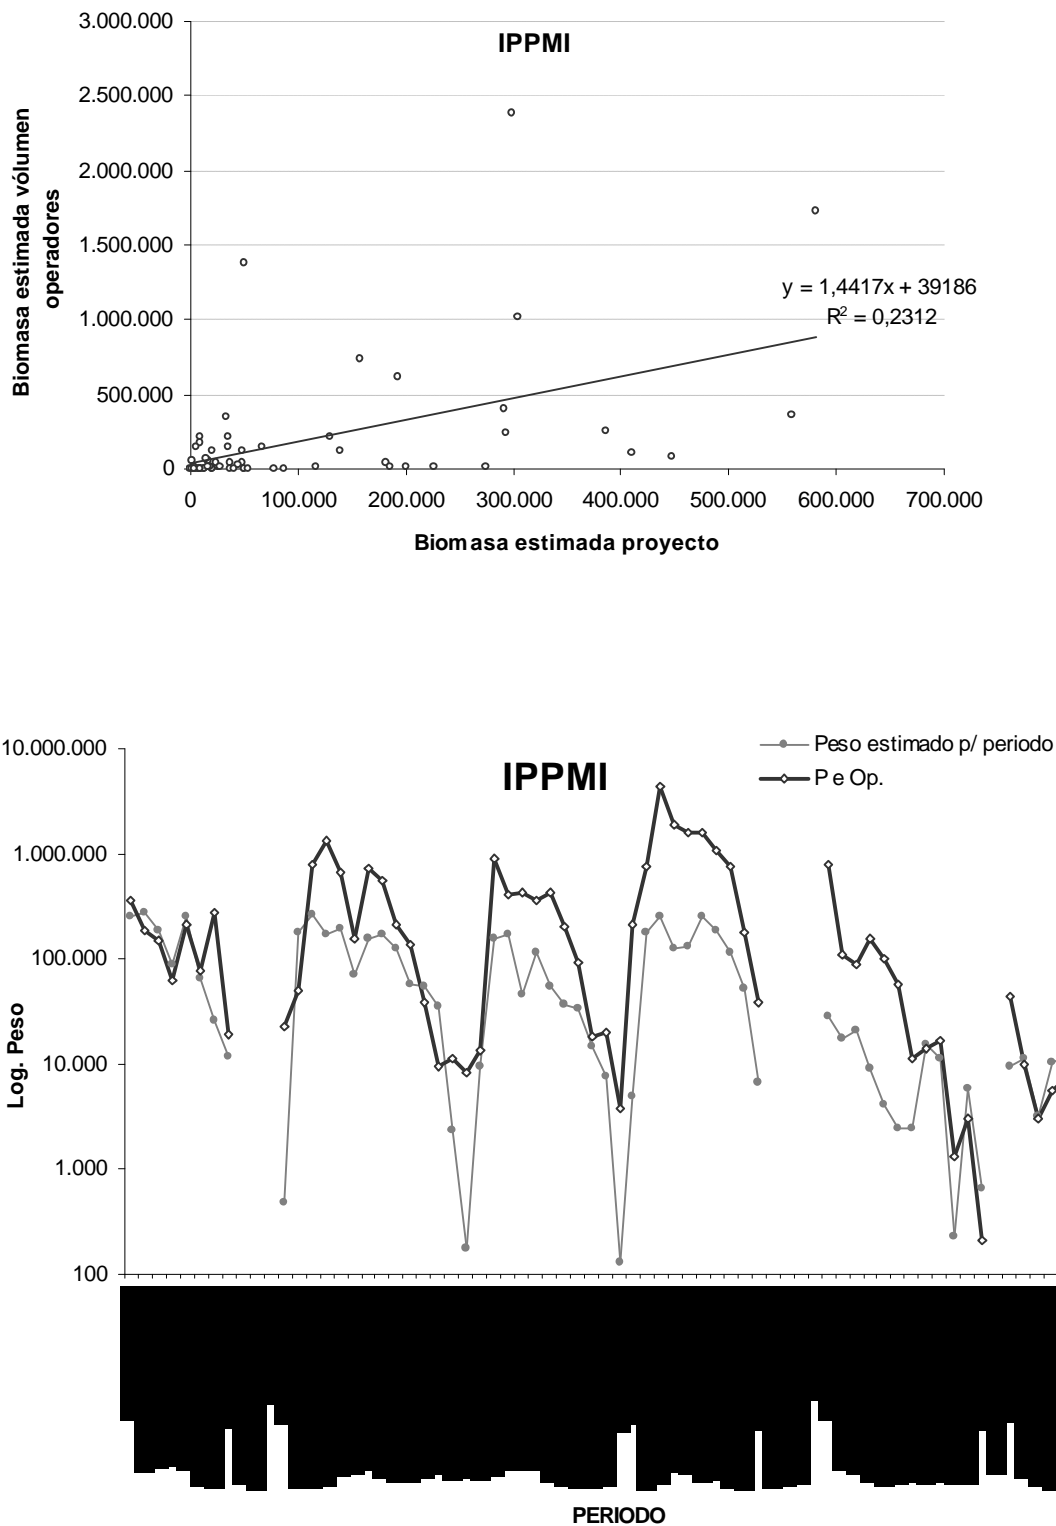 3.000.000
IPPMI
2.500.000
2.000.000
1.500.000
1.000.000
500.000
0
Biomasa estimada vólumen
operadores
y = 1,4417x + 39186
R² = 0,2312
0 100.000 200.000 300.000 400.000 500.000 600.000 700.000
Biomasa estimada proyecto
10.000.000
IPPMI
Peso estimado p/ periodo
P e Op.
1.000.000
100.000
10.000
1.000
100
Log. Peso
PERIODO